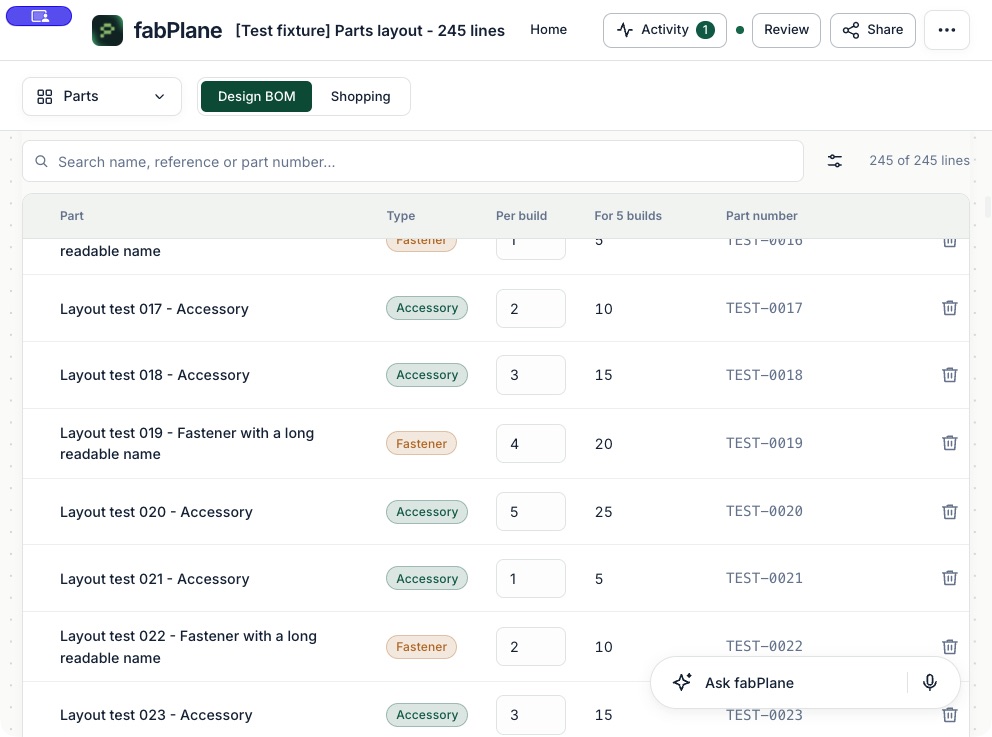 fabPlane [Test fixture] Parts layout - 245 lines Home Activity 1 Review Share
Parts Design BOM Shopping
Search name, reference or part number... 245 of 245 lines
Part Type Per build For 5 builds Part number
readable name Fastener 1 5 TEST-0016
Layout test 017 - Accessory Accessory 2 10 TEST-0017
Layout test 018 - Accessory Accessory 3 15 TEST-0018
Layout test 019 - Fastener with a long
readable name Fastener 4 20 TEST-0019
Layout test 020 - Accessory Accessory 5 25 TEST-0020
Layout test 021 - Accessory Accessory 1 5 TEST-0021
Layout test 022 - Fastener with a long
readable name Fastener 2 10 TEST-0022
Ask fabPlane
Layout test 023 - Accessory Accessory 3 15 TEST-0023